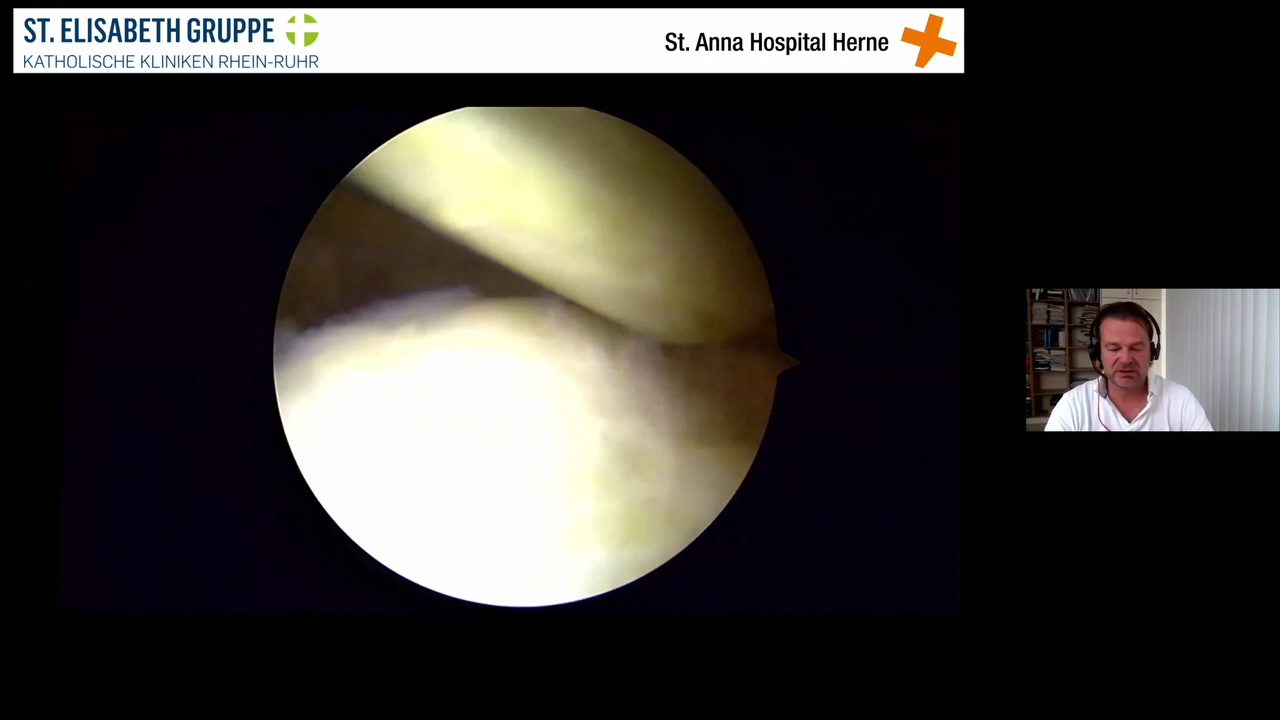 ST. ELISABETH GRUPPE
KATHOLISCHE KLINIKEN RHEIN-RUHR
St. Anna Hospital Herne